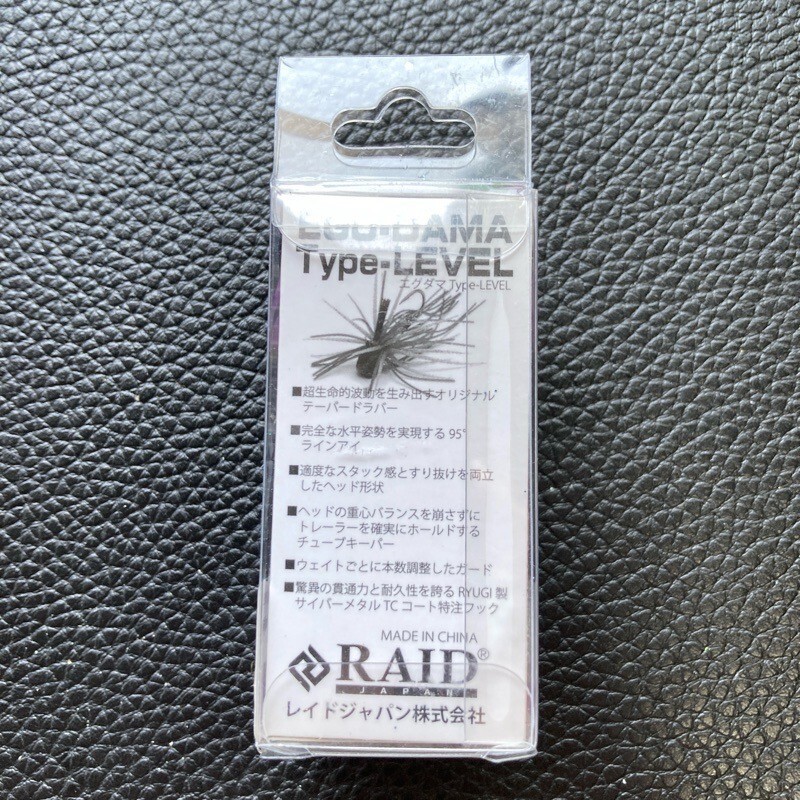 EGU-DAMA
Type-LEVEL
エグダマ Type-LEVEL
■超生命的波動を生み出すオリジナル
テーパードラバー
■完全な水平姿勢を実現する 95°
ラインアイ
■適度なスタック感とすり抜けを両立
したヘッド形状
■ヘッドの重心バランスを崩さずに
トレーラーを確実にホールドする
チューブキーパー
■ウェイトごとに本数調整したガード
■驚異の貫通力と耐久性を誇る RYUGI 製
サイバーメタル TC コート特注フック
MADE IN CHINA
RAID®
JAPAN
レイドジャパン株式会社